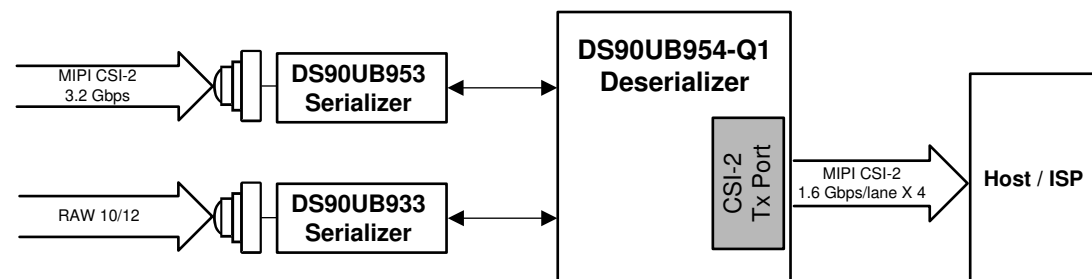 MIPI CSI-2
3.2 Gbps
DS90UB953
Serializer
DS90UB954-Q1
Deserializer
CSI-2
Tx Port
MIPI CSI-2
1.6 Gbps/lane X 4
Host / ISP
RAW 10/12
DS90UB933
Serializer